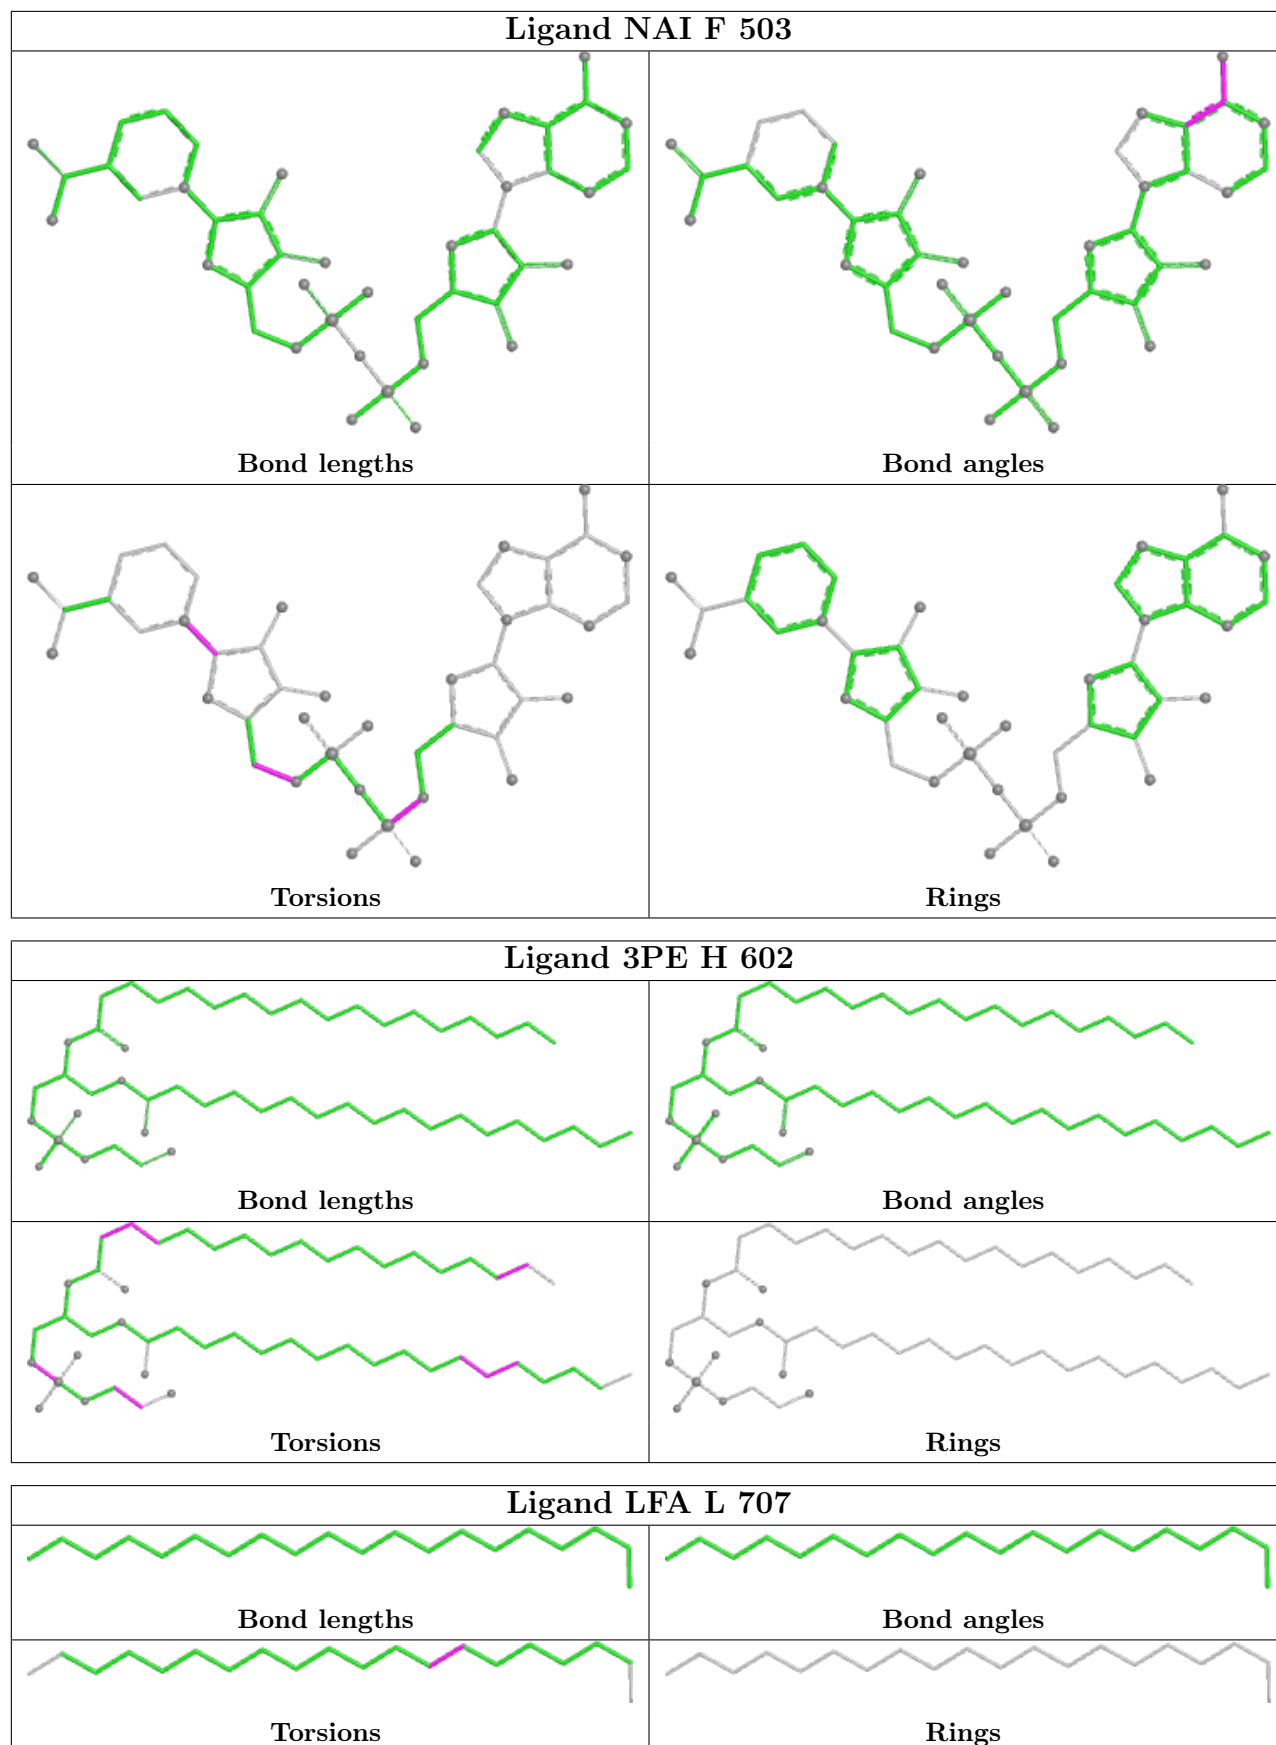 Ligand NAI F 503
Bond lengths
Bond angles
Torsions
Rings
Ligand 3PE H 602
Bond lengths
Bond angles
Torsions
Rings
Ligand LFA L 707
Bond lengths
Bond angles
Torsions
Rings